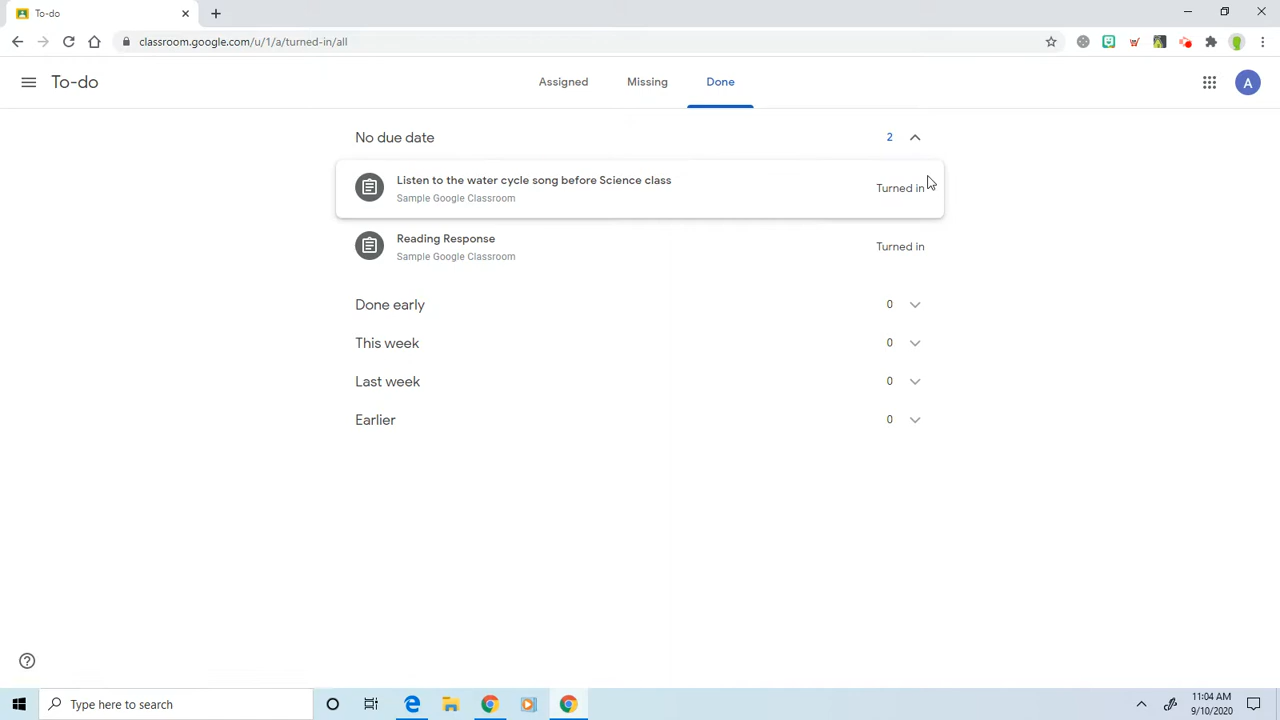 To-do
classroom.google.com/u/1/a/turned-in/all
To-do
Assigned
Missing
Done
A
No due date
2
Listen to the water cycle song before Science class
Sample Google Classroom
Turned in
Reading Response
Sample Google Classroom
Turned in
Done early
0
This week
0
Last week
0
Earlier
0
Type here to search
11:04 AM
9/10/2020